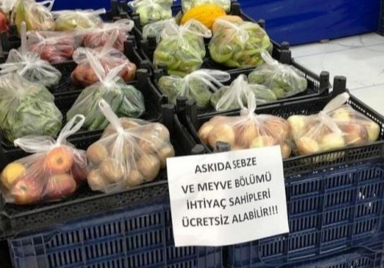 ASKIDA SEBZE
VE MEYVE BÖLÜMÜ
İHTİYAÇ SAHİPLERİ
ÜCRETSİZ ALABİLİR!!!